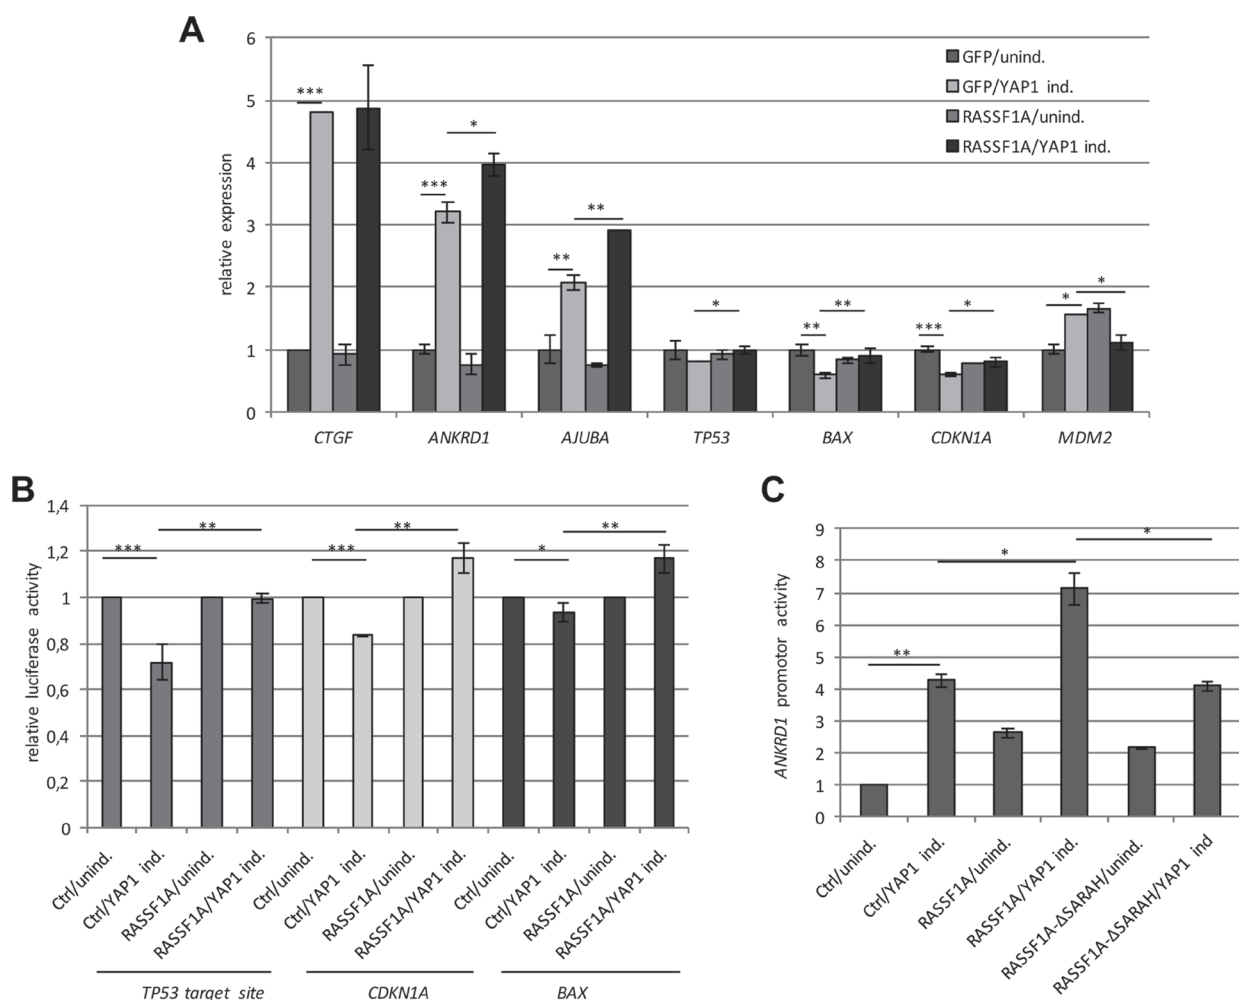 A
6
5
4
3
2
1
0
relative expression
GFP/unind.
GFP/YAP1 ind.
RASSF1A/unind.
RASSF1A/YAP1 ind.
***
***
*
**
**
*
**
**
***
*
*
*
CTGF ANKRD1 AJUBA TP53 BAX CDKN1A MDM2
B
1,4
1,2
1
0,8
0,6
0,4
0,2
0
relative luciferase activity
***
**
***
**
*
**
Ctrl/unind.
Ctrl/YAP1 ind.
RASSF1A/unind.
RASSF1A/YAP1 ind.
Ctrl/unind.
Ctrl/YAP1 ind.
RASSF1A/unind.
RASSF1A/YAP1 ind.
Ctrl/unind.
Ctrl/YAP1 ind.
RASSF1A/unind.
RASSF1A/YAP1 ind.
TP53 target site CDKN1A BAX
C
9
8
7
6
5
4
3
2
1
0
ANKRD1 promotor activity
**
*
*
Ctrl/unind.
Ctrl/YAP1 ind.
RASSF1A/unind.
RASSF1A/YAP1 ind.
RASSF1A-ΔSARAH/unind.
RASSF1A-ΔSARAH/YAP1 ind